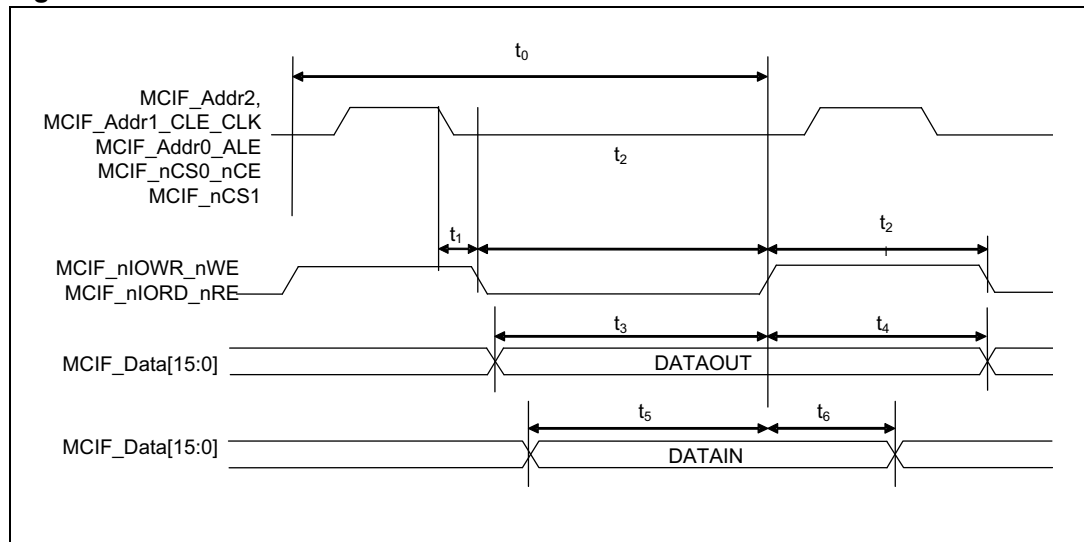 t0
MCIF_Addr2,
MCIF_Addr1_CLE_CLK
MCIF_Addr0_ALE
MCIF_nCS0_nCE
MCIF_nCS1
t2
t1
t2
MCIF_nIOWR_nWE
MCIF_nIORD_nRE
t3
t4
MCIF_Data[15:0]
DATAOUT
t5
t6
MCIF_Data[15:0]
DATAIN